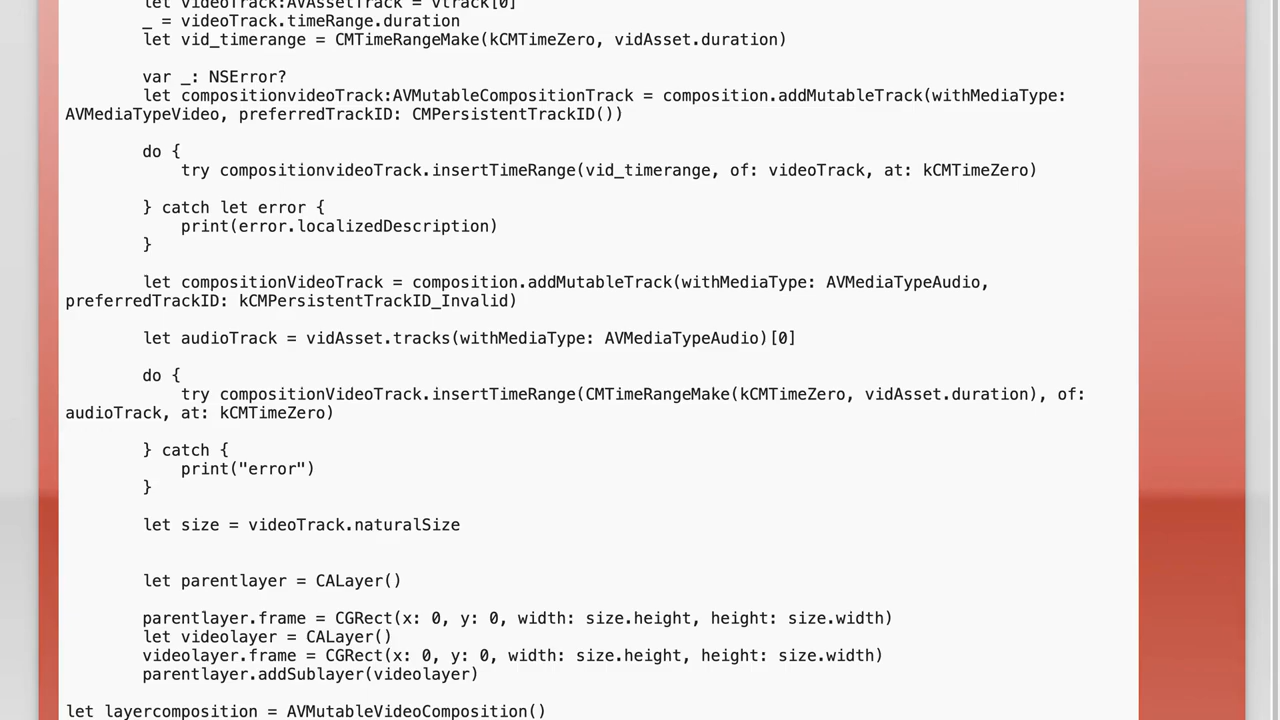 let videoTrack:AVAssetTrack = vtrack[0]
_ = videoTrack.timeRange.duration
let vid_timerange = CMTimeRangeMake(kCMTimeZero, vidAsset.duration)
var _: NSError?
let compositionvideoTrack:AVMutableCompositionTrack = composition.addMutableTrack(withMediaType:
AVMediaTypeVideo, preferredTrackID: CMPersistentTrackID())
do {
try compositionvideoTrack.insertTimeRange(vid_timerange, of: videoTrack, at: kCMTimeZero)
} catch let error {
print(error.localizedDescription)
}
let compositionVideoTrack = composition.addMutableTrack(withMediaType: AVMediaTypeAudio,
preferredTrackID: kCMPersistentTrackID_Invalid)
let audioTrack = vidAsset.tracks(withMediaType: AVMediaTypeAudio)[0]
do {
try compositionVideoTrack.insertTimeRange(CMTimeRangeMake(kCMTimeZero, vidAsset.duration), of:
audioTrack, at: kCMTimeZero)
} catch {
print("error")
}
let size = videoTrack.naturalSize
let parentlayer = CALayer()
parentlayer.frame = CGRect(x: 0, y: 0, width: size.height, height: size.width)
let videolayer = CALayer()
videolayer.frame = CGRect(x: 0, y: 0, width: size.height, height: size.width)
parentlayer.addSublayer(videolayer)
let layercomposition = AVMutableVideoComposition()